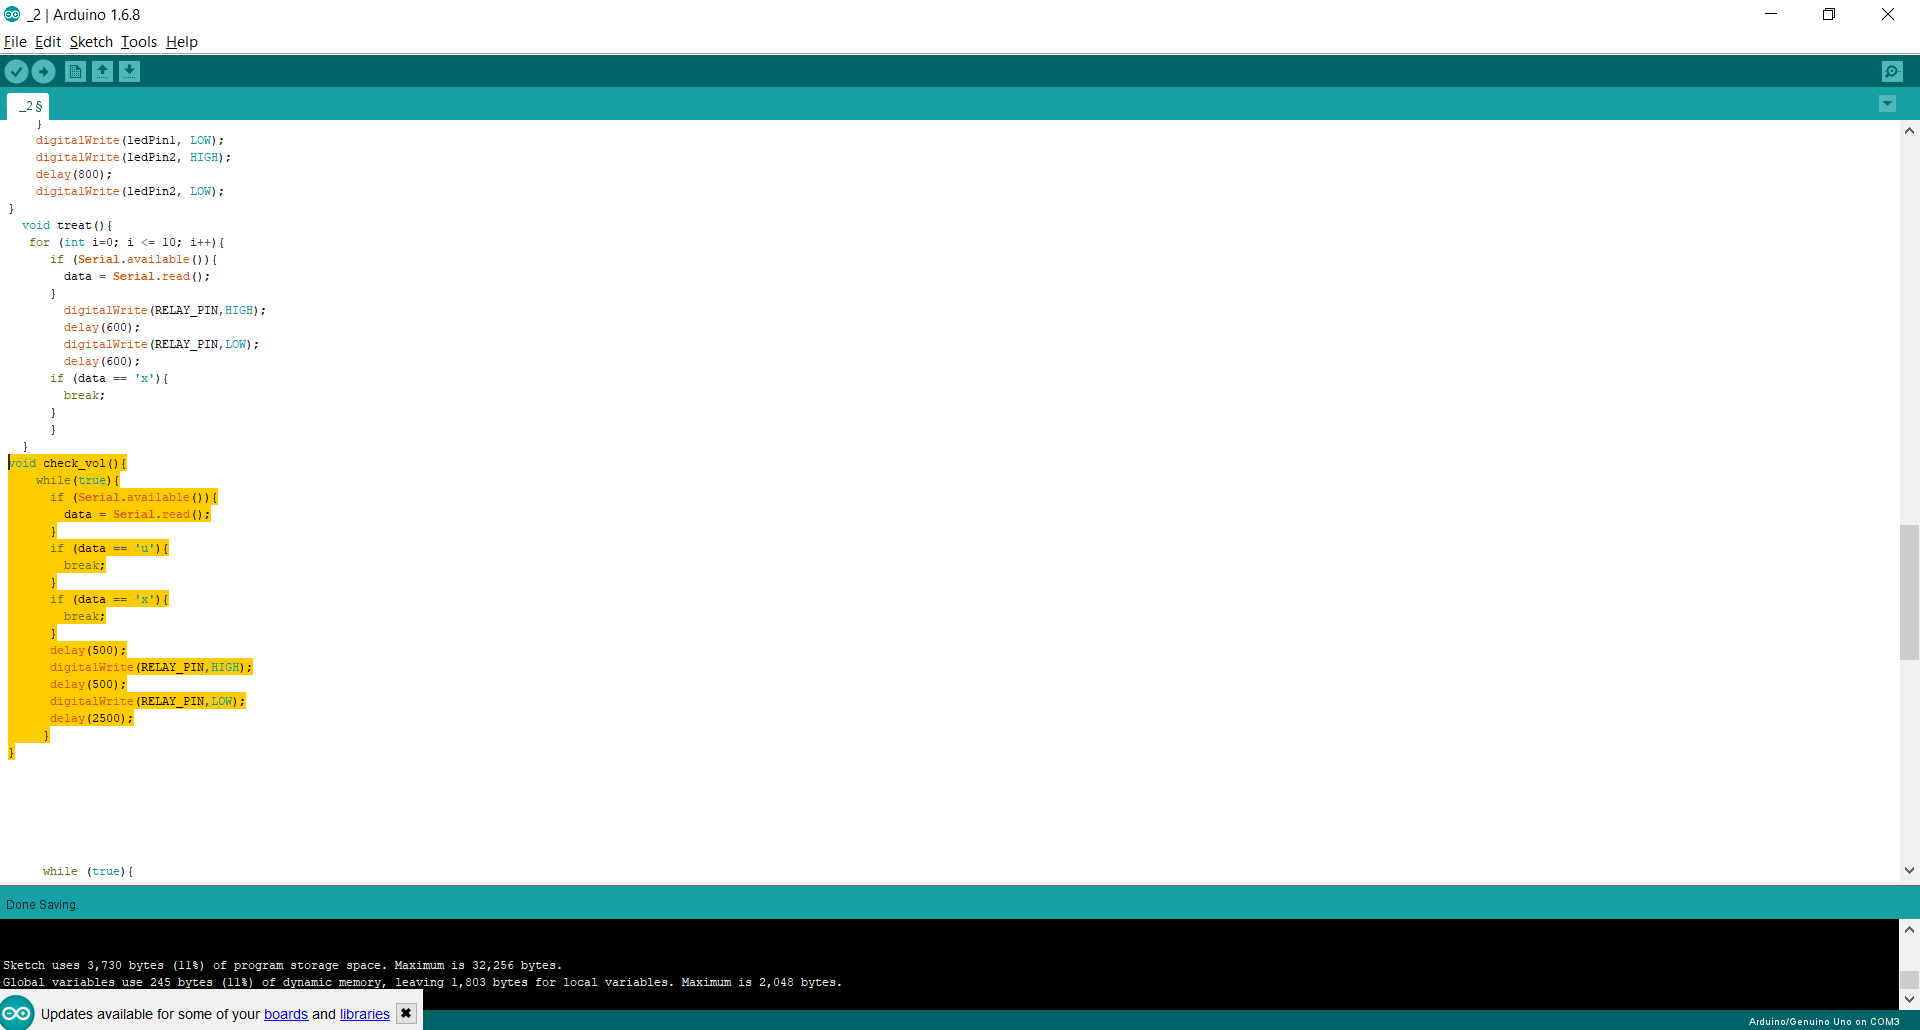 _2 | Arduino 1.6.8
File Edit Sketch Tools Help
_2 §
}
digitalWrite(ledPin1, LOW);
digitalWrite(ledPin2, HIGH);
delay(800);
digitalWrite(ledPin2, LOW);
}
void treat(){
for (int i=0; i <= 10; i++){
if (Serial.available()){
data = Serial.read();
}
digitalWrite(RELAY_PIN,HIGH);
delay(600);
digitalWrite(RELAY_PIN,LOW);
delay(600);
if (data == 'x'){
break;
}
}
}
void check_vol(){
while(true){
if (Serial.available()){
data = Serial.read();
}
if (data == 'u'){
break;
}
if (data == 'x'){
break;
}
delay(500);
digitalWrite(RELAY_PIN,HIGH);
delay(500);
digitalWrite(RELAY_PIN,LOW);
delay(2500);
}
}
while (true){
Done Saving.
Sketch uses 3,730 bytes (11%) of program storage space. Maximum is 32,256 bytes.
Global variables use 245 bytes (11%) of dynamic memory, leaving 1,803 bytes for local variables. Maximum is 2,048 bytes.
Updates available for some of your boards and libraries
Arduino/Genuino Uno on COM3